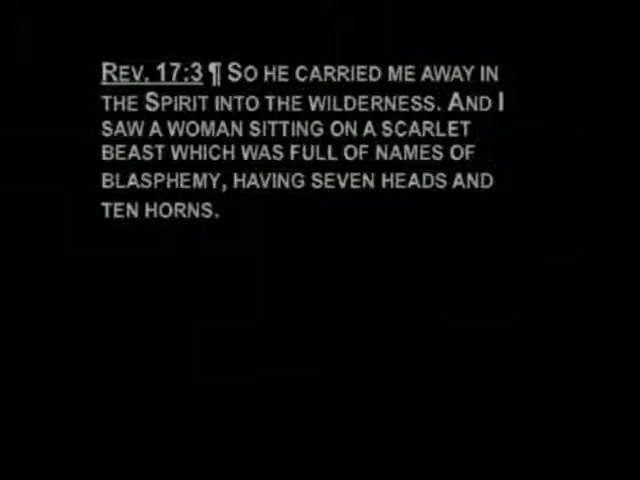 REV. 17:3 ¶ SO HE CARRIED ME AWAY IN
THE SPIRIT INTO THE WILDERNESS. AND I
SAW A WOMAN SITTING ON A SCARLET
BEAST WHICH WAS FULL OF NAMES OF
BLASPHEMY, HAVING SEVEN HEADS AND
TEN HORNS.